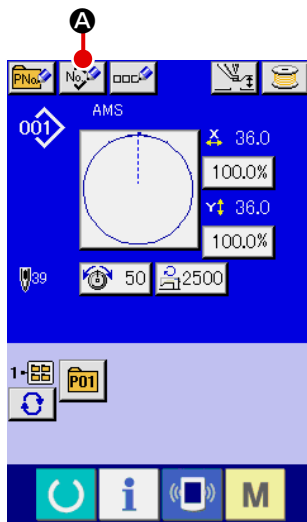 A
PNo. No.
AMS
001 X 36.0
100.0%
Y 36.0
100.0%
39 50 2500
1-
P01
i M